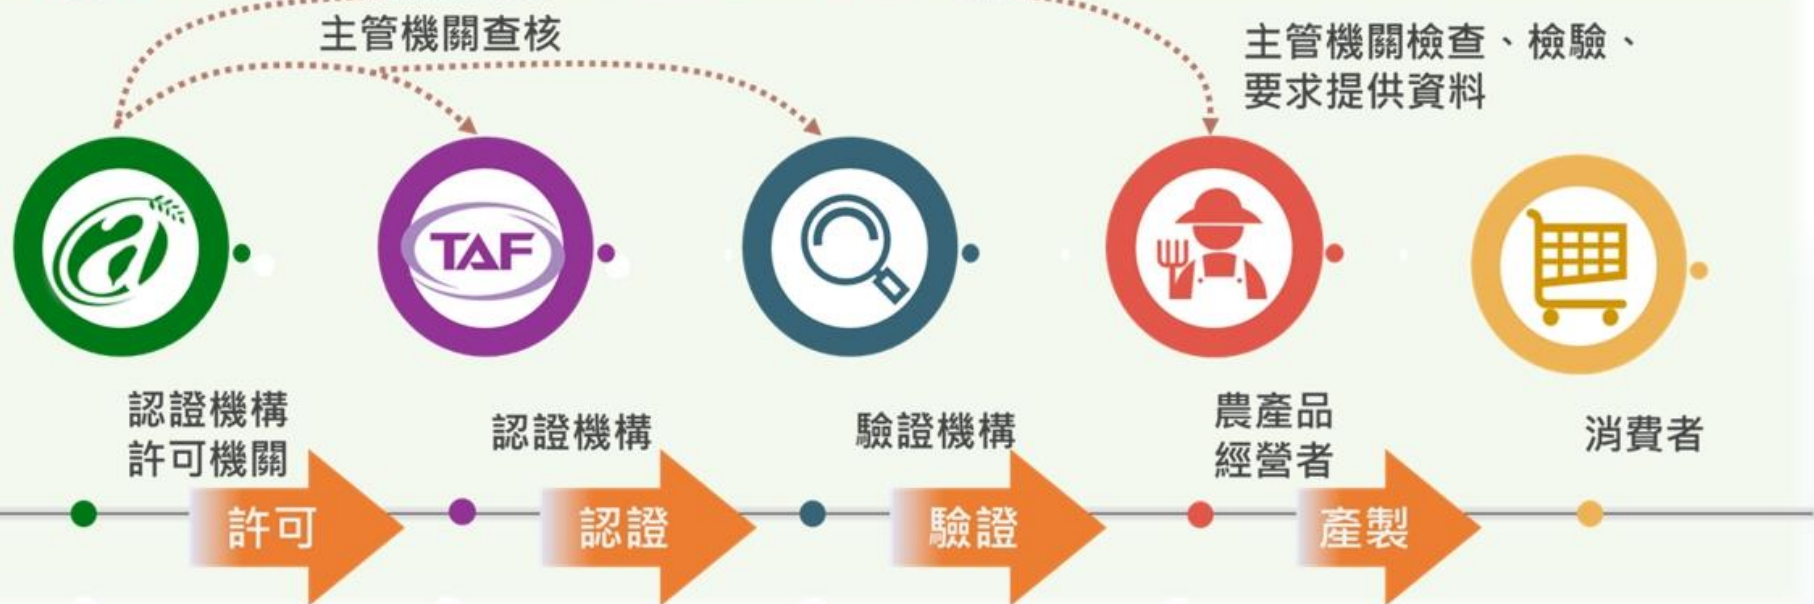 主管機關查核
主管機關檢查、檢驗、
要求提供資料
TAF
認證機構
許可機關
認證機構
驗證機構
農產品
經營者
消費者
許可
認證
驗證
產製